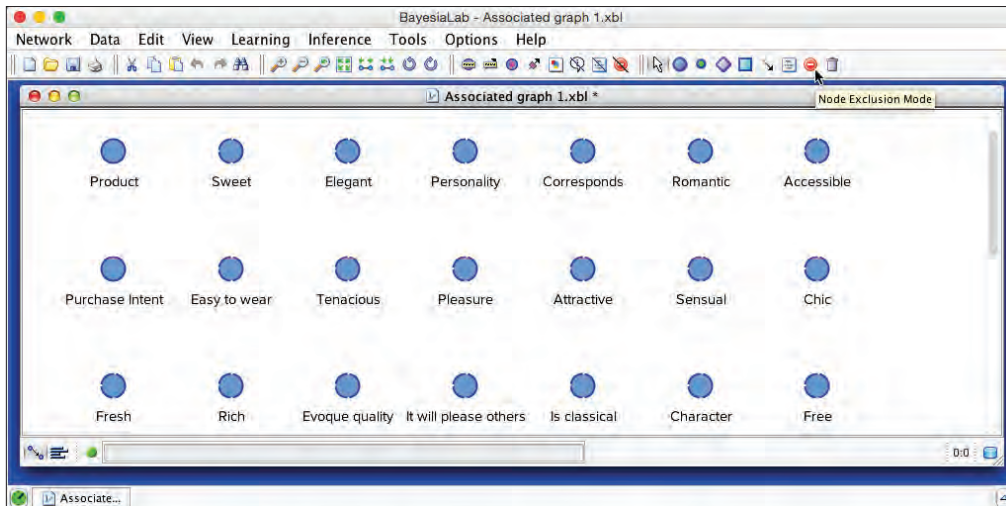 BayesiaLab - Associated graph 1.xbl
Network Data Edit View Learning Inference Tools Options Help
Associated graph 1.xbl *
Node Exclusion Mode
Product Sweet Elegant Personality Corresponds Romantic Accessible
Purchase Intent Easy to wear Tenacious Pleasure Attractive Sensual Chic
Fresh Rich Evoque quality It will please others Is classical Character Free
0:0
Associate...